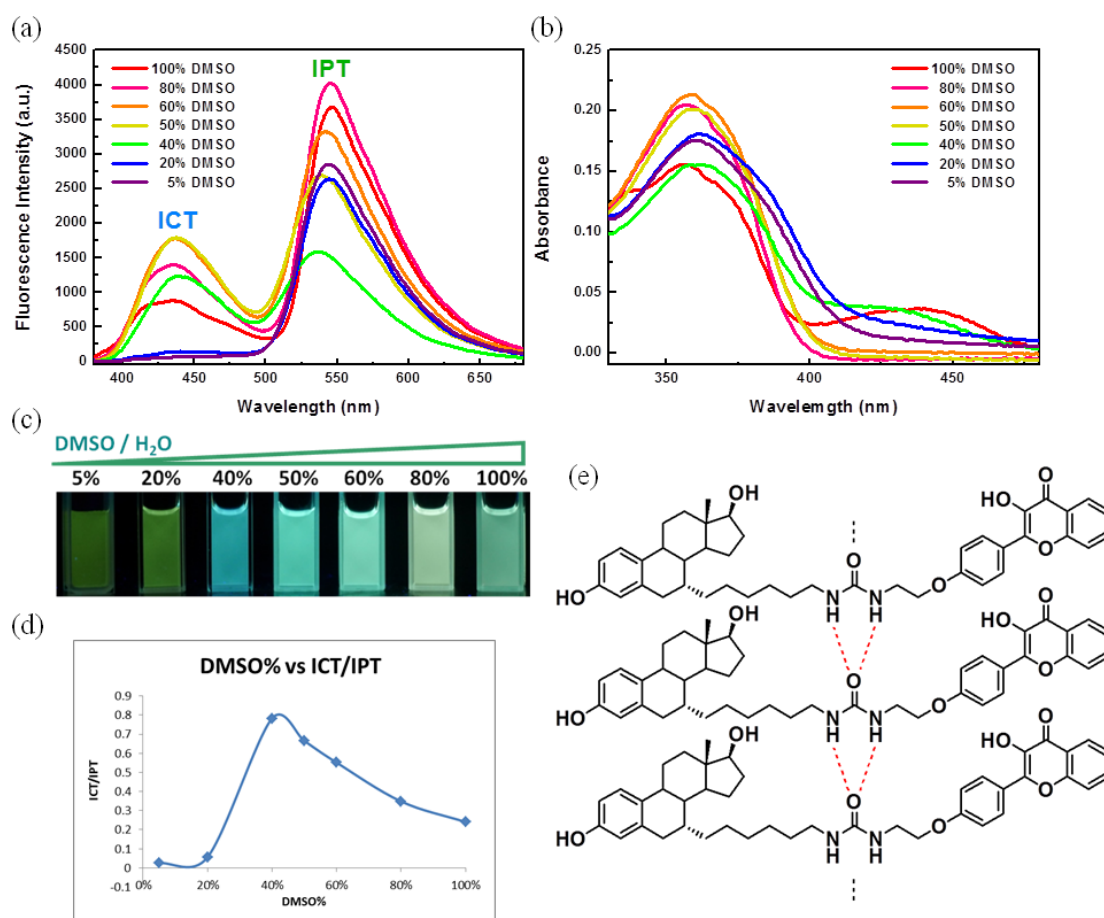 (a)
4500
4000
3500
3000
2500
2000
1500
1000
500
0
Fluorescence Intensity (a.u.)
100% DMSO
80% DMSO
60% DMSO
50% DMSO
40% DMSO
20% DMSO
5% DMSO
ICT
IPT
400
450
500
550
600
650
Wavelength (nm)
(b)
0.25
0.20
0.15
0.10
0.05
0.00
Absorbance
100% DMSO
80% DMSO
60% DMSO
50% DMSO
40% DMSO
20% DMSO
5% DMSO
350
400
450
Wavelemgth (nm)
(c)
DMSO / H₂O
5% 20% 40% 50% 60% 80% 100%
(d)
DMSO% vs ICT/IPT
0.9
0.8
0.7
0.6
0.5
0.4
0.3
0.2
0.1
0
-0.1
ICT/IPT
0% 20% 40% 60% 80% 100%
DMSO%
(e)
OH
HO
O
N
H
N
H
O
HO
O
O
OH
HO
O
N
H
N
H
O
HO
O
O
OH
HO
O
N
H
N
H
O
HO
O
O